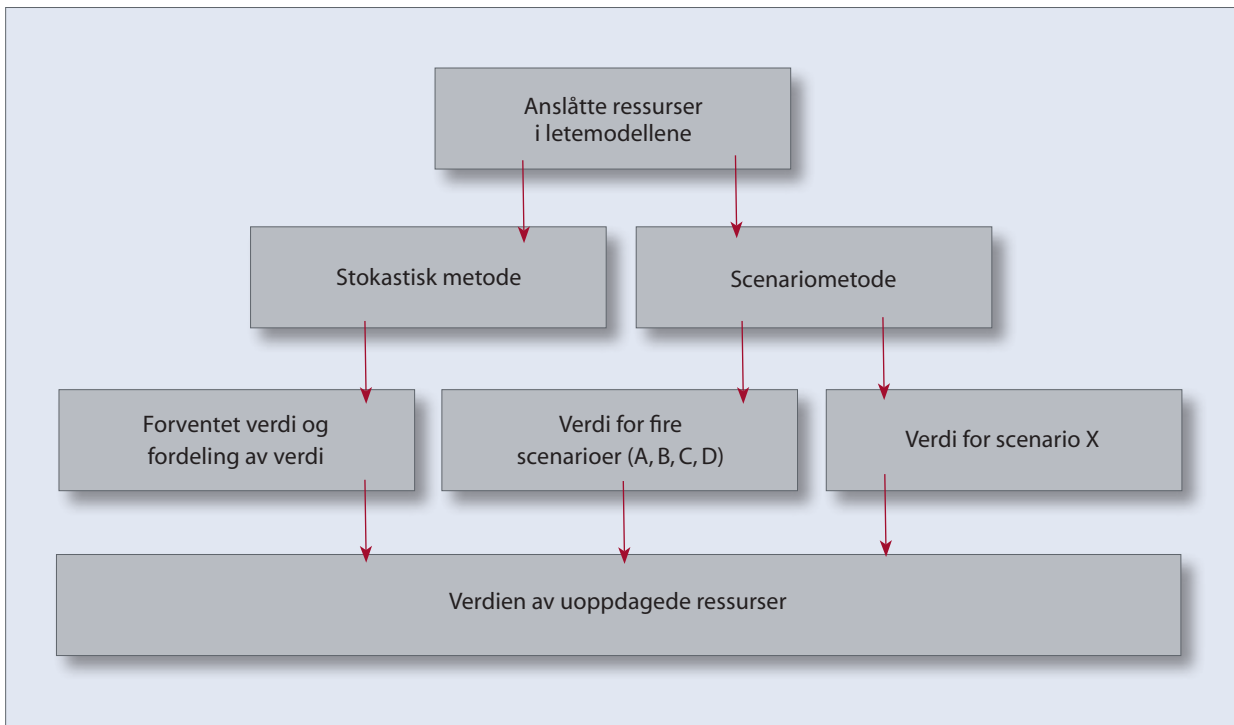 Anslåtte ressurser
i letemodellene
Stokastisk metode
Scenariometode
Forventet verdi og
fordeling av verdi
Verdi for fire
scenarioer (A, B, C, D)
Verdi for scenario X
Verdien av uoppdagede ressurser